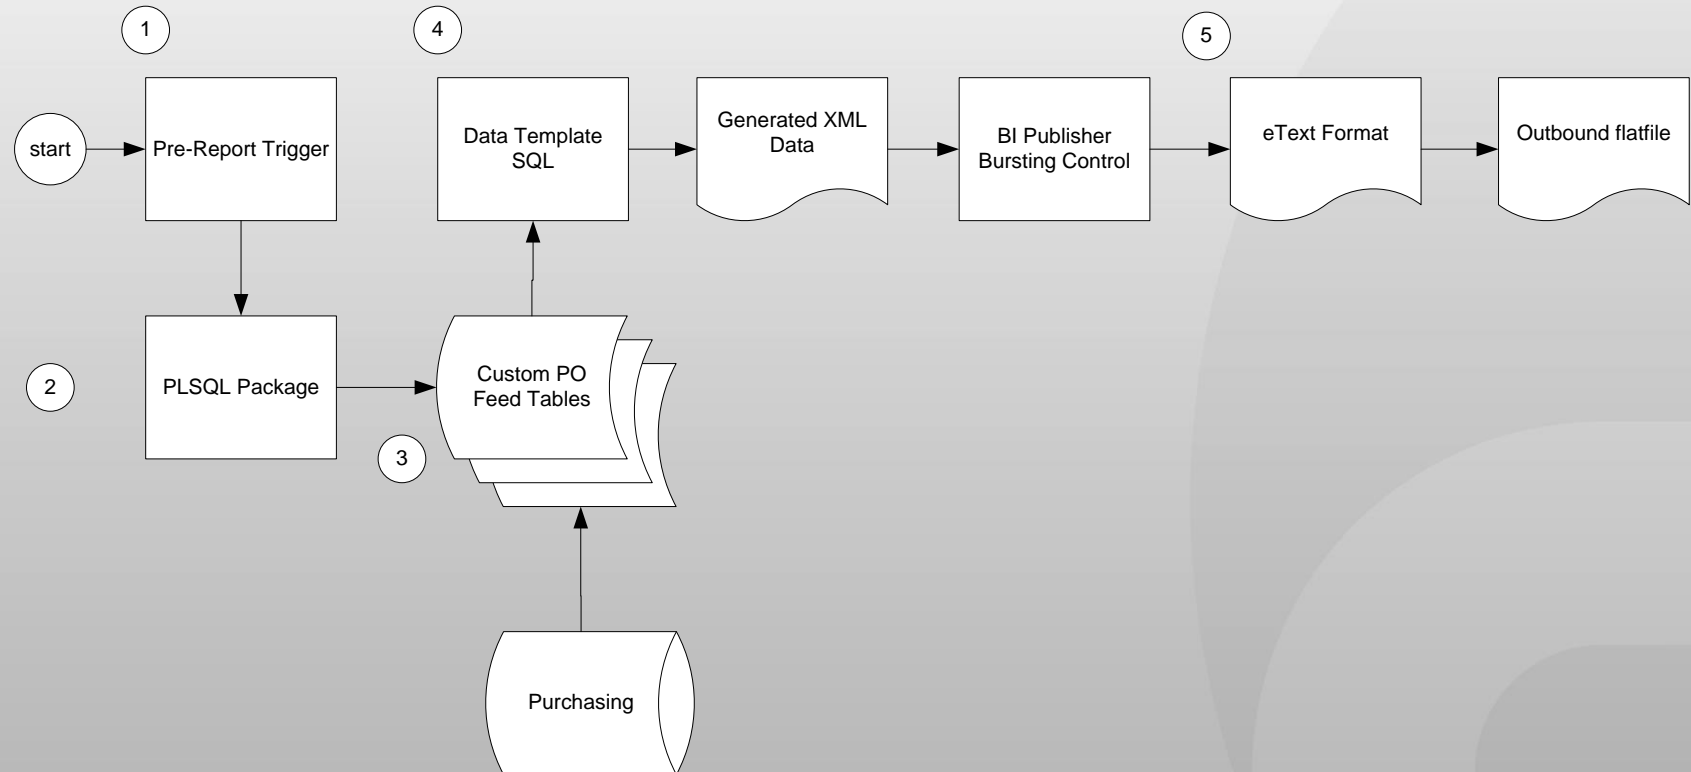 1
4
5
start
Pre-Report Trigger
Data Template
SQL
Generated XML
Data
BI Publisher
Bursting Control
eText Format
Outbound flatfile
2
PLSQL Package
Custom PO
Feed Tables
3
Purchasing